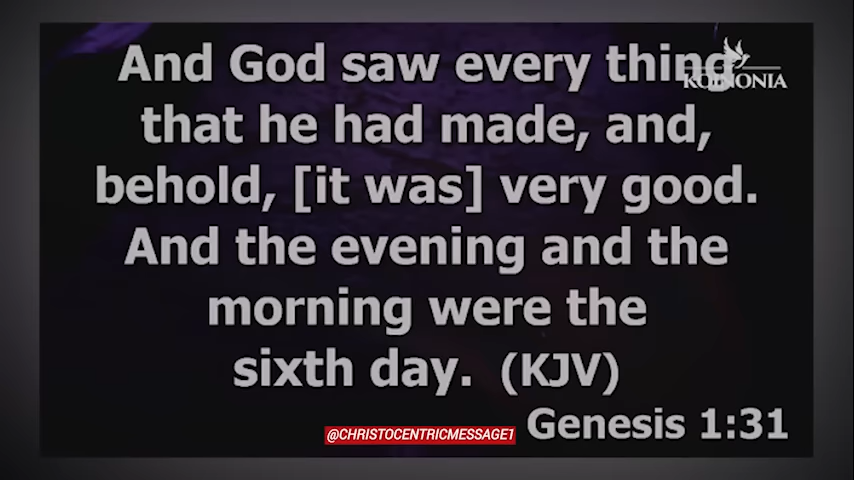 And God saw every thing
KOINONIA
that he had made, and,
behold, [it was] very good.
And the evening and the
morning were the
sixth day. (KJV)
Genesis 1:31
@CHRISTOCENTRICMESSAGE1